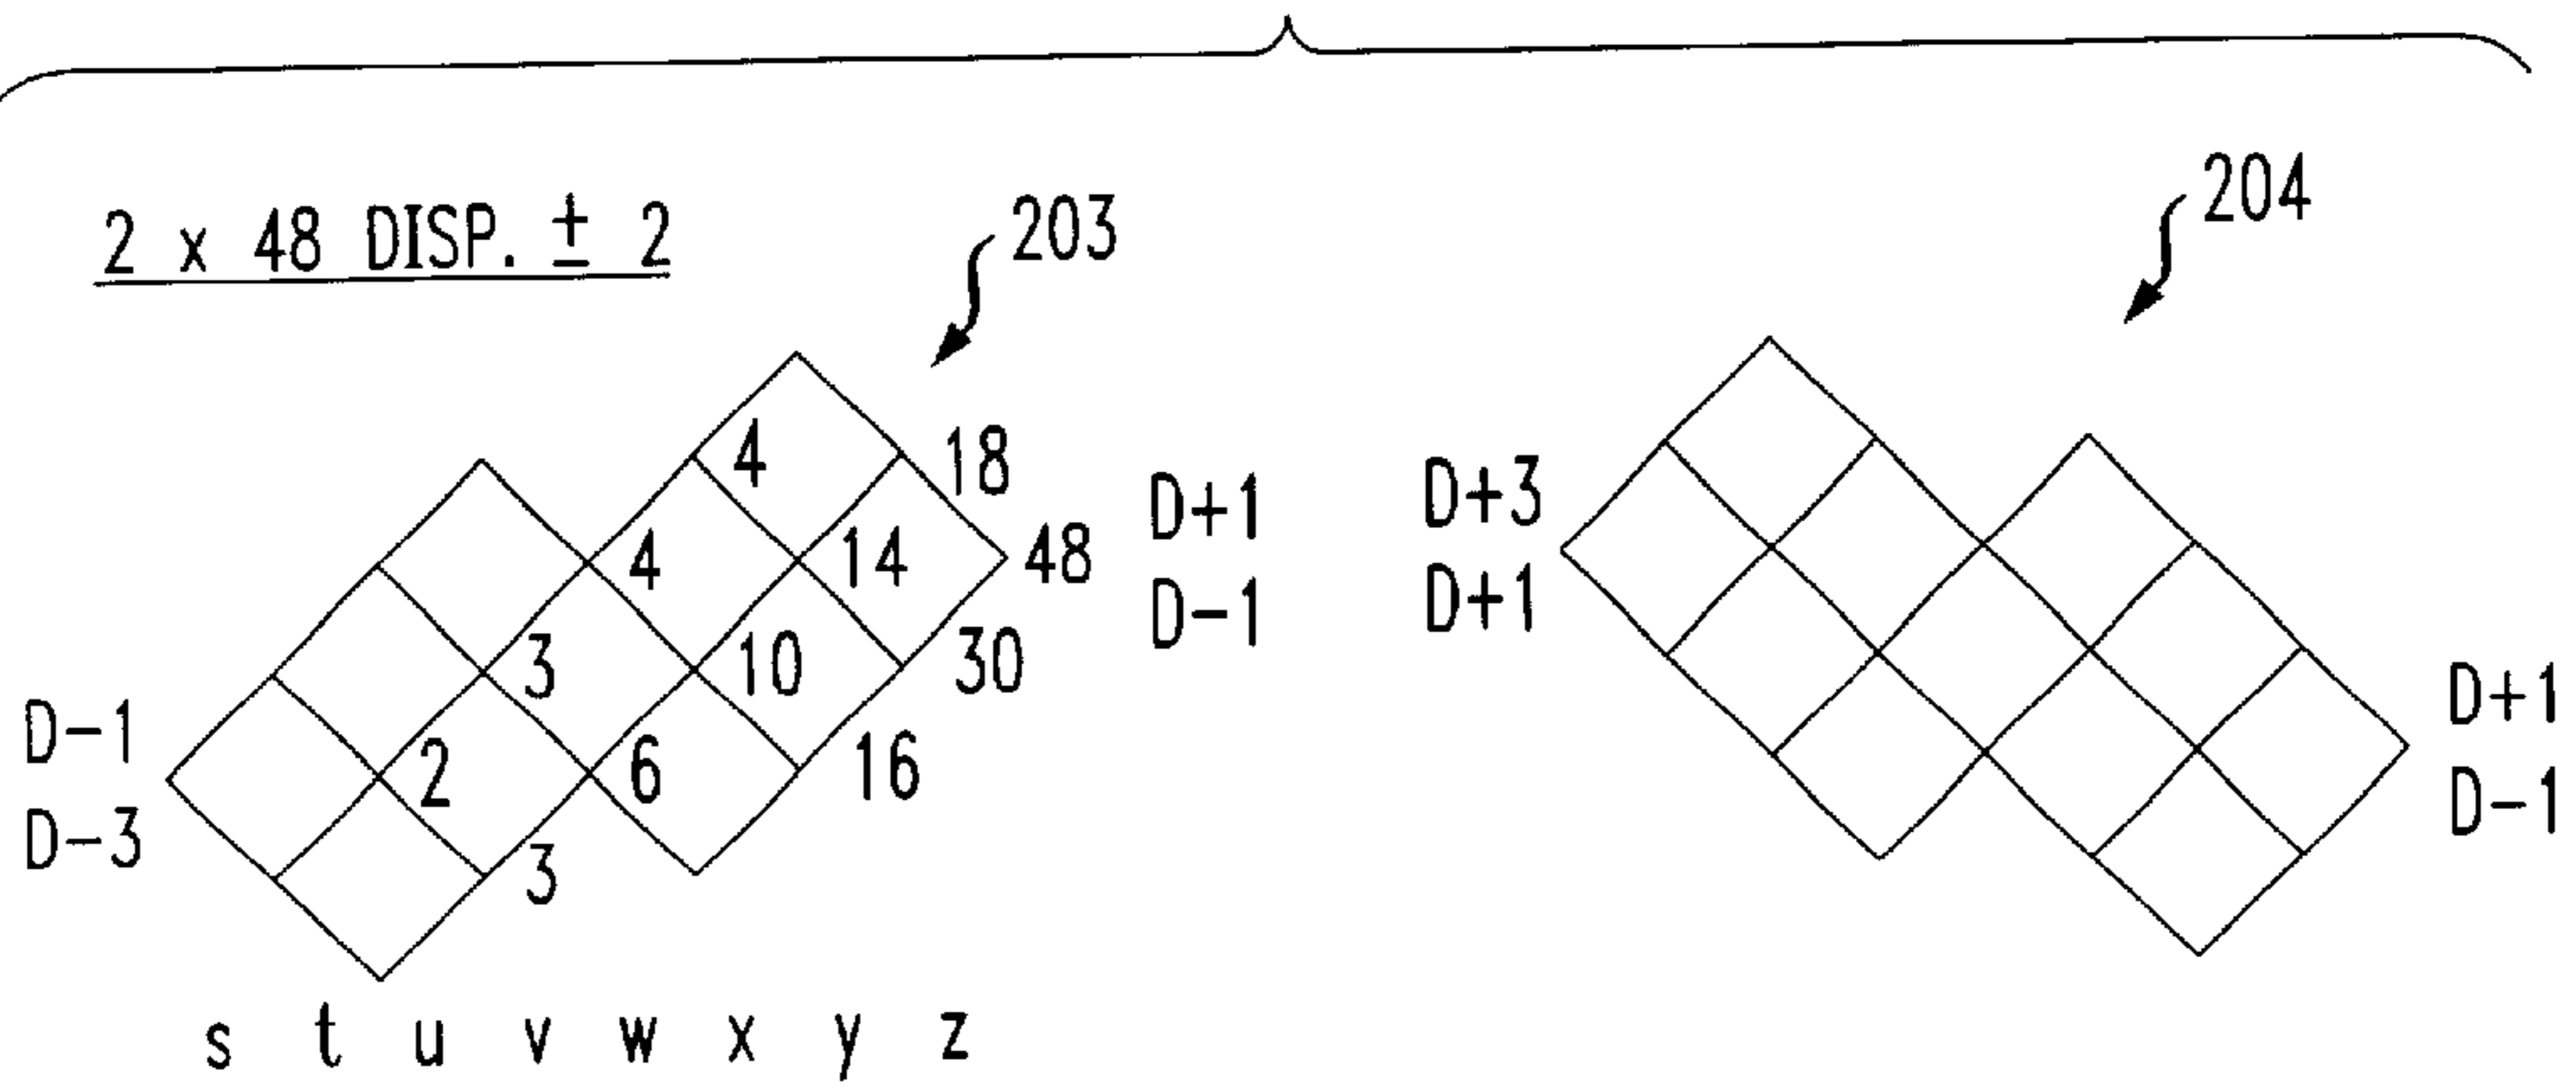 2 x 48 DISP. ± 2
203
204
4
18
D+1
D+3
4
14
48
D-1
D+1
3
10
30
D-1
D+1
2
6
16
D-3
D-1
3
s t u v w x y z